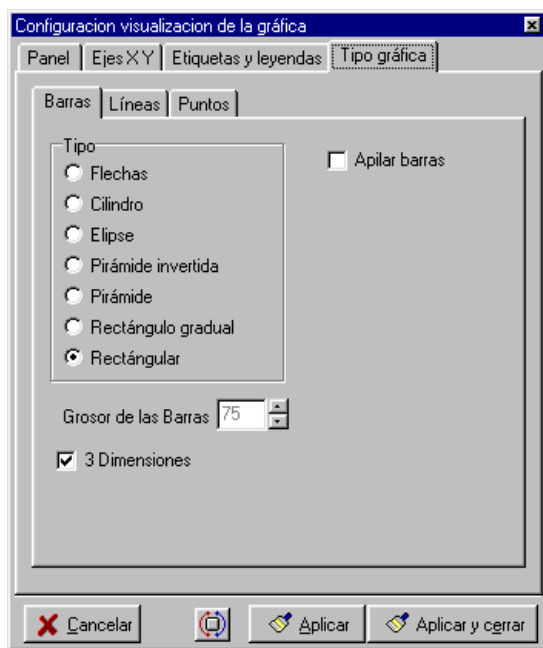 Configuracion visualizacion de la gráfica
Panel Ejes X Y Etiquetas y leyendas Tipo gráfica
Barras Líneas Puntos
Tipo
Flechas
Cilindro
Elipse
Pirámide invertida
Pirámide
Rectángulo gradual
Rectángular
Apilar barras
Grosor de las Barras 75
3 Dimensiones
Cancelar Aplicar Aplicar y cerrar